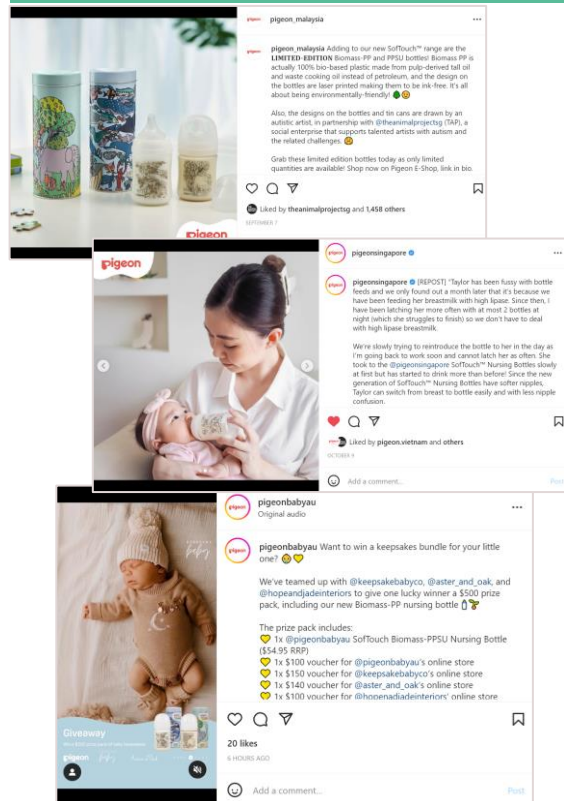 pigeon_malaysia
pigeon_malaysia Adding to our new SofTouch™ range are the
LIMITED-EDITION Biomass-PP and PPSU bottles! Biomass PP is
actually 100% bio-based plastic made from pulp-derived tall oil
and waste cooking oil instead of petroleum, and the design on
the bottles are laser printed making them to be ink-free. It's all
about being environmentally-friendly! 🌲😊
Also, the designs on the bottles and tin cans are drawn by an
autistic artist, in partnership with @theanimalprojectsg (TAP), a
social enterprise that supports talented artists with autism and
the related challenges.
Grab these limited edition bottles today as only limited
quantities are available! Shop now on Pigeon E-Shop, link in bio.
Liked by theanimalprojectsg and 1,458 others
SEPTEMBER 7
pigeon
pigeon
pigeonsingapore
pigeonsingapore [REPOST] "Taylor has been fussy with bottle
feeds and we only found out a month later that it's because we
have been feeding her breastmilk with high lipase. Since then, I
have been latching her more often with at most 2 bottles at
night (which she struggles to finish) so we don't have to deal
with high lipase breastmilk.
We're slowly trying to reintroduce the bottle to her in the day as
I'm going back to work soon and cannot latch her as often. She
took to the @pigeonsingapore SofTouch™ Nursing Bottles slowly
at first but has started to drink more than before! Since the new
generation of SofTouch™ Nursing Bottles have softer nipples,
Taylor can switch from breast to bottle easily and with less nipple
confusion.
Liked by pigeon.vietnam and others
OCTOBER 9
Add a comment...
Post
pigeonbabyau
Original audio
pigeonbabyau Want to win a keepsakes bundle for your little
one? 👶💛
We've teamed up with @keepsakebabyco, @aster_and_oak, and
@hopeandjadeinteriors to give one lucky winner a $500 prize
pack, including our new Biomass-PP nursing bottle 🍼
The prize pack includes:
💛 1x @pigeonbabyau SofTouch Biomass-PPSU Nursing Bottle
($54.95 RRP)
💛 1x $100 voucher for @pigeonbabyau's online store
💛 1x $150 voucher for @keepsakebabyco's online store
💛 1x $140 voucher for @aster_and_oak's online store
💛 1x $100 voucher for @hopenadjadeinteriors' online store
baby
Giveaway
pigeon baby
20 likes
6 HOURS AGO
Add a comment...
Post